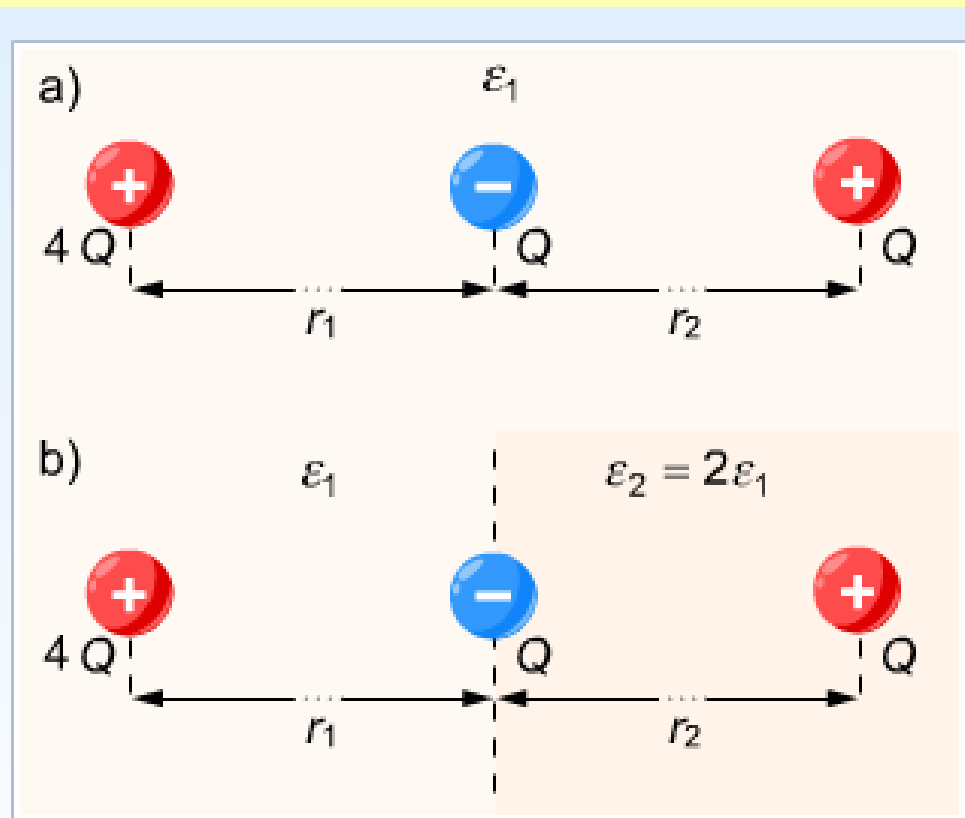 a)
ε₁
+ − +
4 Q Q Q
r₁ r₂
b)
ε₁ ε₂ = 2ε₁
+ − +
4 Q Q Q
r₁ r₂